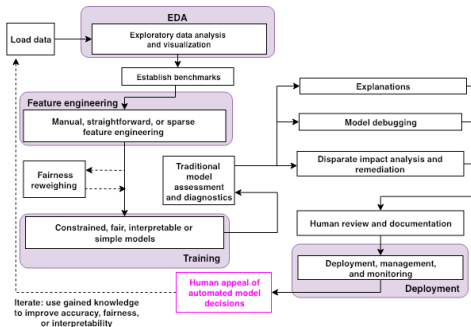 EDA
Load data
Exploratory data analysis
and visualization
Establish benchmarks
Feature engineering
Manual, straightforward, or sparse
feature engineering
Explanations
Model debugging
Disparate impact analysis and
remediation
Fairness
reweighing
Traditional
model
assessment
and diagnostics
Constrained, fair, interpretable or
simple models
Training
Human review and documentation
Deployment, management,
and monitoring
Deployment
Human appeal of
automated model
decisions
Iterate: use gained knowledge
to improve accuracy, fairness,
or interpretability